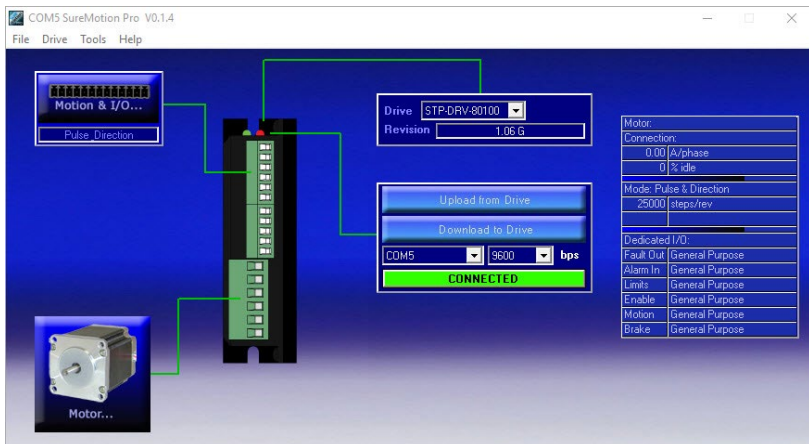 COM5 SureMotion Pro V0.1.4
File Drive Tools Help
Motion & I/O...
Pulse_Direction
Drive STP-DRV-80100
Revision 1.06 G
Upload from Drive
Download to Drive
COM5 9600 bps
CONNECTED
Motor...
Motor:
Connection:
0.00 A/phase
0 % idle
Mode: Pulse & Direction
25000 steps/rev
Dedicated I/O:
Fault Out General Purpose
Alarm In General Purpose
Limits General Purpose
Enable General Purpose
Motion General Purpose
Brake General Purpose